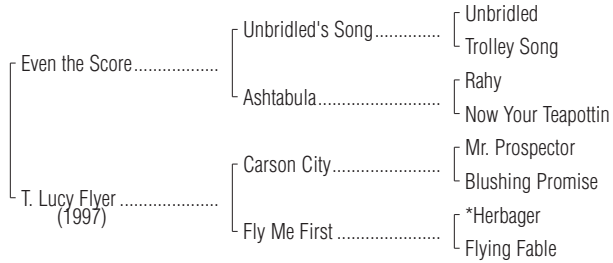 Unbridled
Unbridled's Song..............
Trolley Song
Even the Score..................
Rahy
Ashtabula..........................
Now Your Teapottin
Mr. Prospector
Carson City.......................
Blushing Promise
T. Lucy Flyer .....................
(1997)
*Herbager
Fly Me First ......................
Flying Fable